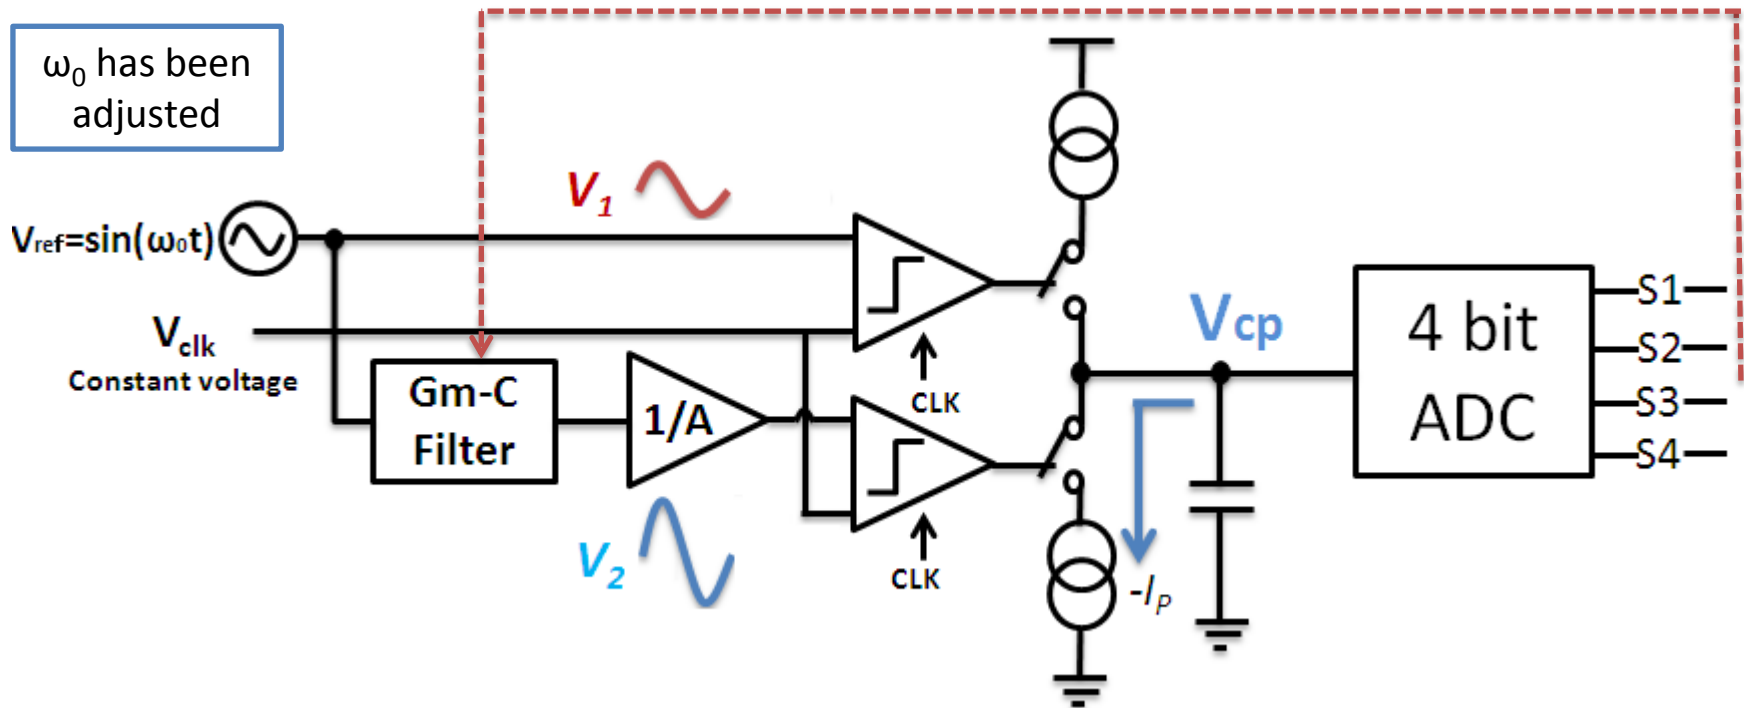 ω0 has been
adjusted
V1
Vref=sin(ω0t)
Vclk
Constant voltage
Gm-C
Filter
1/A
CLK
V2
CLK
Vcp
-IP
4 bit
ADC
S1
S2
S3
S4